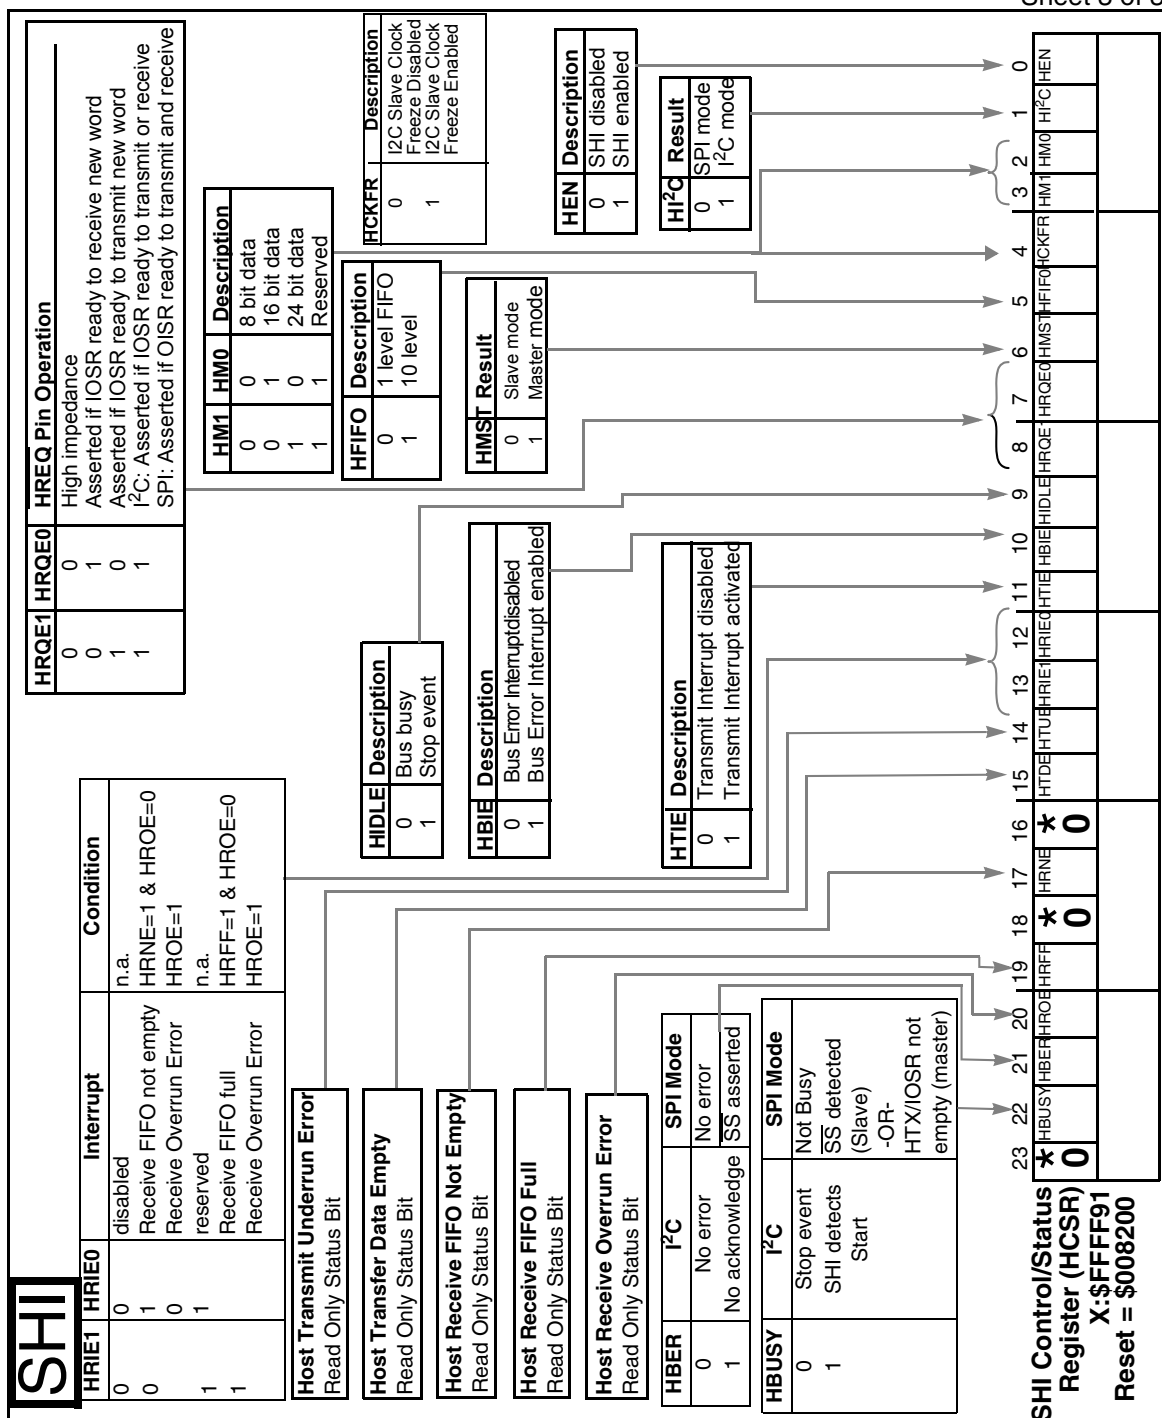 Sheet 3 of 3
SHI
HRIE1 HRIE0 Interrupt Condition
0 0 disabled n.a.
0 1 Receive FIFO not empty HRNE=1 & HROE=0
0 Receive Overrun Error HROE=1
1 reserved n.a.
1 Receive FIFO full HRFF=1 & HROE=0
1 Receive Overrun Error HROE=1
HRQE1 HRQE0 HREQ Pin Operation
0 0 High impedance
0 1 Asserted if IOSR ready to receive new word
1 0 Asserted if IOSR ready to transmit new word
1 1 I²C: Asserted if IOSR ready to transmit or receive
SPI: Asserted if OISR ready to transmit and receive
HM1 HM0 Description
0 0 8 bit data
0 1 16 bit data
1 0 24 bit data
1 1 Reserved
HCKFR Description
0 I2C Slave Clock
Freeze Disabled
1 I2C Slave Clock
Freeze Enabled
HFIFO Description
0 1 level FIFO
1 10 level
HMST Result
0 Slave mode
1 Master mode
HEN Description
0 SHI disabled
1 SHI enabled
HI²C Result
0 SPI mode
1 I²C mode
HIDLE Description
0 Bus busy
1 Stop event
HBIE Description
0 Bus Error Interrupt disabled
1 Bus Error Interrupt enabled
HTIE Description
0 Transmit Interrupt disabled
1 Transmit Interrupt activated
Host Transmit Underrun Error
Read Only Status Bit
Host Transfer Data Empty
Read Only Status Bit
Host Receive FIFO Not Empty
Read Only Status Bit
Host Receive FIFO Full
Read Only Status Bit
Host Receive Overrun Error
Read Only Status Bit
HBER I²C SPI Mode
0 No error No error
1 No acknowledge SS asserted
HBUSY I²C SPI Mode
0 Stop event Not Busy
1 SHI detects SS detected
Start (Slave)
-OR-
HTX/IOSR not
empty (master)
23 22 21 20 19 18 17 16 15 14 13 12 11 10 9 8 7 6 5 4 3 2 1 0
* HBUSY HBER HROE HRFF * HRNE * HTDE HTUE HRIE1 HRIE0 HTIE HBIE HIDLE HRQE1 HRQE0 HMST HFIFO HCKFR HM1 HM0 HI²C HEN
0 0 0
SHI Control/Status
Register (HCSR)
X:$FFFF91
Reset = $008200